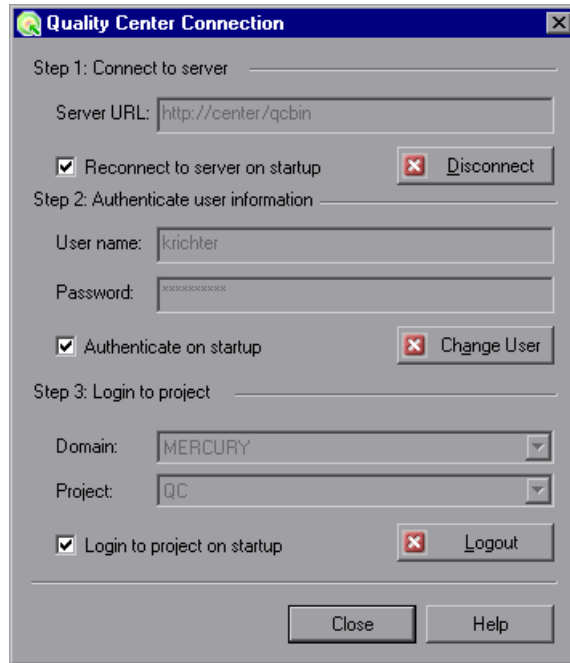 Quality Center Connection
Step 1: Connect to server
Server URL: http://center/qcbin
Reconnect to server on startup Disconnect
Step 2: Authenticate user information
User name: krichter
Password: **********
Authenticate on startup Change User
Step 3: Login to project
Domain: MERCURY
Project: QC
Login to project on startup Logout
Close Help